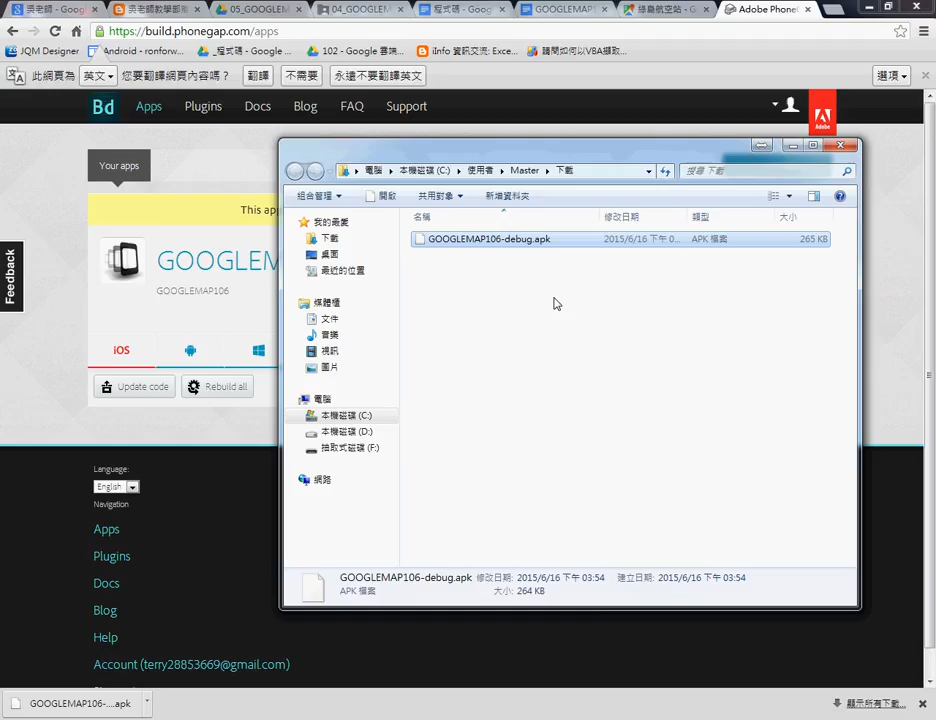 吳老師 - Goog
吳老師教學部落
05_GOOGLEM
04_GOOGLEM
程式碼 - Goog
GOOGLEMAP1
綠島航空站 - G
Adobe PhoneG
https://build.phonegap.com/apps
JQM Designer
Android - ronforw...
_程式碼 - Google ...
102 - Google 雲端...
iInfo 資訊交流: Exce...
請問如何以VBA擷取...
此網頁為 英文 您要翻譯網頁內容嗎？ 翻譯 不需要 永遠不要翻譯英文 選項
Bd Apps Plugins Docs Blog FAQ Support
Adobe
Your apps
This ap
GOOGLEM
GOOGLEMAP106
iOS
Update code Rebuild all
Feedback
Language:
English
Navigation
Apps
Plugins
Docs
Blog
Help
Account (terry28853669@gmail.com)
電腦 本機磁碟 (C:) 使用者 Master 下載
搜尋 下載
組合管理 開啟 共用對象 新增資料夾
名稱 修改日期 類型 大小
GOOGLEMAP106-debug.apk 2015/6/16 下午 0... APK 檔案 265 KB
我的最愛
下載
桌面
最近的位置
媒體櫃
文件
音樂
視訊
圖片
電腦
本機磁碟 (C:)
本機磁碟 (D:)
抽取式磁碟 (F:)
網路
GOOGLEMAP106-debug.apk 修改日期: 2015/6/16 下午 03:54 建立日期: 2015/6/16 下午 03:54
APK 檔案 大小: 264 KB
GOOGLEMAP106-....apk
顯示所有下載...